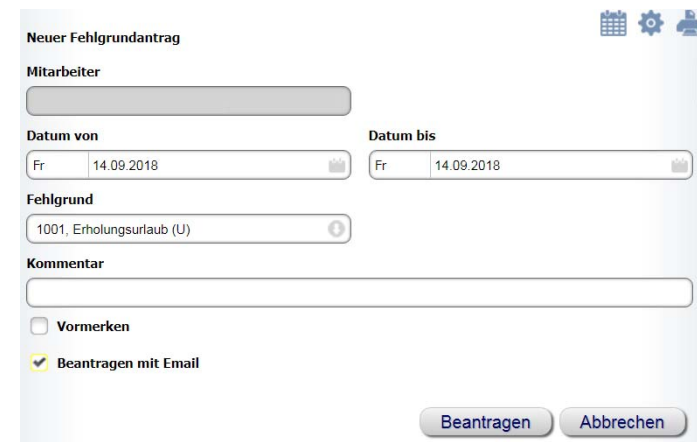 Neuer Fehlgrundantrag
Mitarbeiter
Datum von Datum bis
Fr 14.09.2018 Fr 14.09.2018
Fehlgrund
1001, Erholungsurlaub (U)
Kommentar
Vormerken
Beantragen mit Email
Beantragen Abbrechen